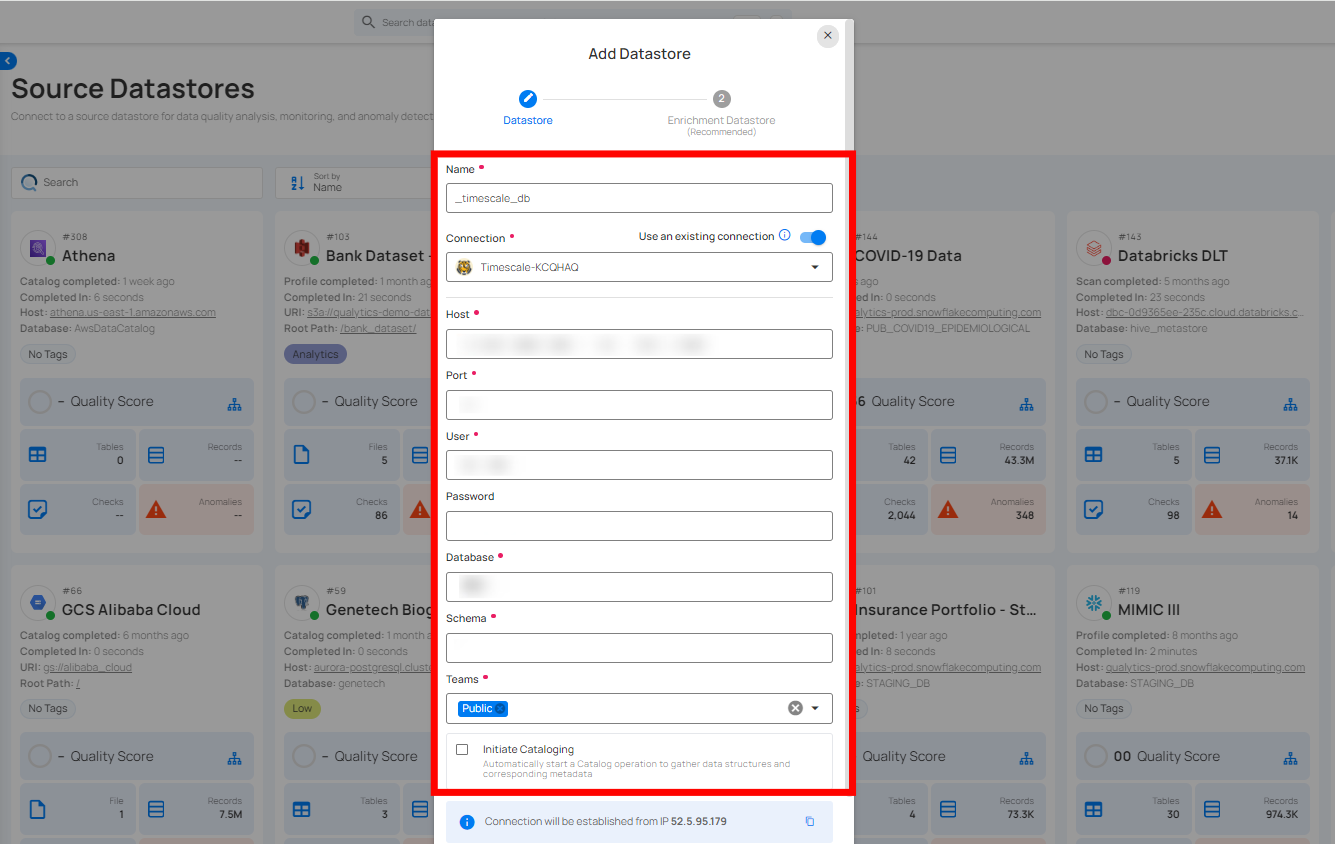 Search data
Add Datastore
2
Datastore
Enrichment Datastore
(Recommended)
Source Datastores
Connect to a source datastore for data quality analysis, monitoring, and anomaly detect
Search
Sort by
Name
Name •
_timescale_db
Connection •
Use an existing connection
Timescale-KCQHAQ
Host •
Port •
User •
Password
Database •
Schema •
Teams •
Public
Initiate Cataloging
Automatically start a Catalog operation to gather data structures and
corresponding metadata
Connection will be established from IP 52.5.95.179
#308
Athena
Catalog completed: 1 week ago
Completed In: 6 seconds
Host: athena.us-east-1.amazonaws.com
Database: AwsDataCatalog
No Tags
– Quality Score
Tables
0
Records
--
Checks
--
Anomalies
--
#103
Bank Dataset -
Profile completed: 1 month ago
Completed In: 21 seconds
URI: s3a://qualytics-demo-dat
Root Path: /bank_dataset/
Analytics
– Quality Score
Files
5
Checks
86
#144
COVID-19 Data
s ago
ed In: 0 seconds
alytics-prod.snowflakecomputing.com
e: PUB_COVID19_EPIDEMIOLOGICAL
56 Quality Score
Tables
42
Records
43.3M
Checks
2,044
Anomalies
348
#143
Databricks DLT
Scan completed: 5 months ago
Completed In: 23 seconds
Host: dbc-0d9365ee-235c.cloud.databricks.c...
Database: hive_metastore
No Tags
– Quality Score
Tables
5
Records
37.1K
Checks
98
Anomalies
14
#66
GCS Alibaba Cloud
Catalog completed: 6 months ago
Completed In: 0 seconds
URI: gs://alibaba_cloud
Root Path: /
No Tags
– Quality Score
File
1
Records
7.5M
#59
Genetech Biog
Catalog completed: 1 month a
Completed In: 0 seconds
Host: aurora-postgresql.cluste
Database: genetech
Low
– Quality Score
Tables
3
#101
Insurance Portfolio - St...
mpleted: 1 year ago
ed In: 8 seconds
alytics-prod.snowflakecomputing.com
e: STAGING_DB
s
Quality Score
Tables
4
Records
73.3K
#119
MIMIC III
Profile completed: 8 months ago
Completed In: 2 minutes
Host: qualytics-prod.snowflakecomputing.com
Database: STAGING_DB
No Tags
00 Quality Score
Tables
30
Records
974.3K